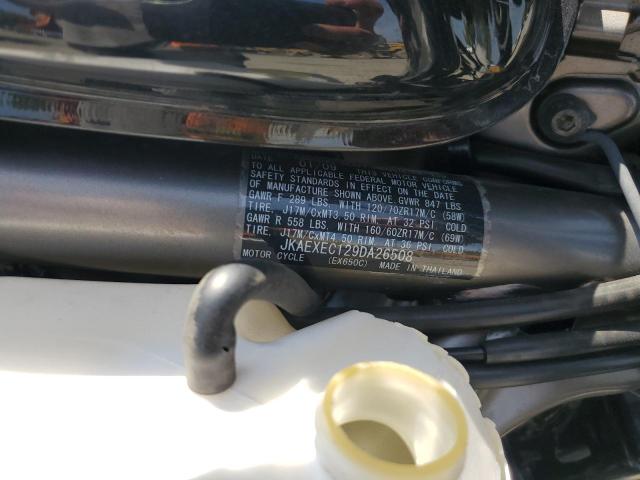 DATE 01/09 THIS VEHICLE CONFORMS
TO ALL APPLICABLE FEDERAL MOTOR VEHICLE
SAFETY STANDARDS IN EFFECT ON THE DATE
OF MANUFACTURE SHOWN ABOVE. GVWR 847 LBS
GAWR F 289 LBS. WITH 120/70ZR17M/C (58W)
TIRE, J17M/CxMT3.50 RIM, AT 32 PSI, COLD
GAWR R 558 LBS. WITH 160/60ZR17M/C (69W)
TIRE, J17M/CxMT4.50 RIM, AT 36 PSI, COLD
JKAEXEC129DA26508
MOTOR CYCLE (EX650C) MADE IN THAILAND